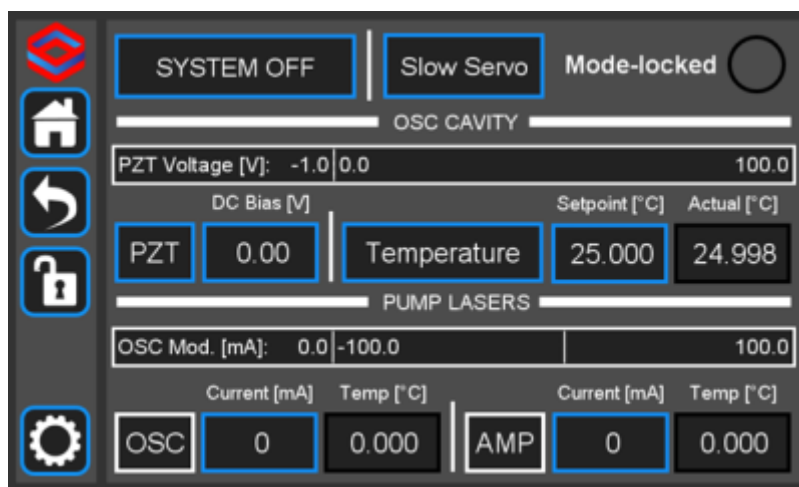 SYSTEM OFF Slow Servo Mode-locked
OSC CAVITY
PZT Voltage [V]: -1.0 0.0 100.0
DC Bias [V] Setpoint [°C] Actual [°C]
PZT 0.00 Temperature 25.000 24.998
PUMP LASERS
OSC Mod. [mA]: 0.0 -100.0 100.0
Current [mA] Temp [°C] Current [mA] Temp [°C]
OSC 0 0.000 AMP 0 0.000